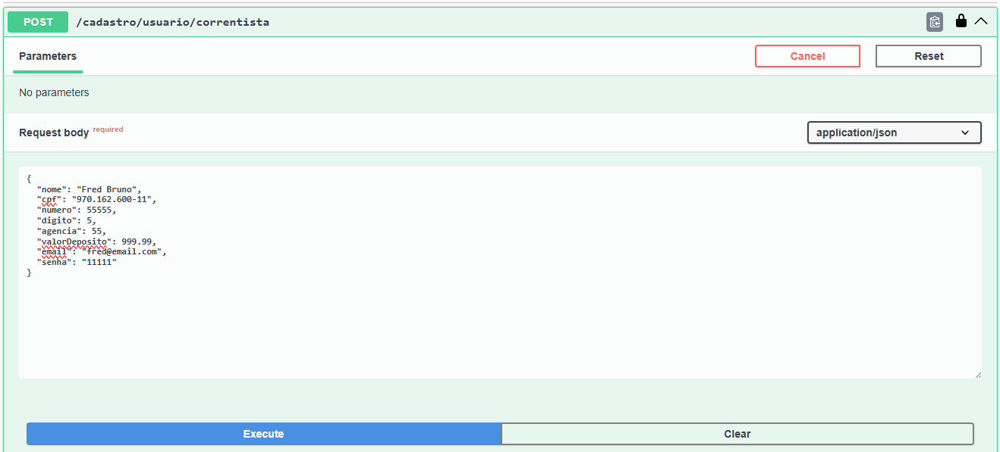 POST /cadastro/usuario/correntista
Parameters
Cancel
Reset
No parameters
Request body required
application/json
{
"nome": "Fred Bruno",
"cpf": "970.162.600-11",
"numero": 55555,
"digito": 5,
"agencia": 55,
"valorDeposito": 999.99,
"email": "fred@email.com",
"senha": "11111"
}
Execute
Clear